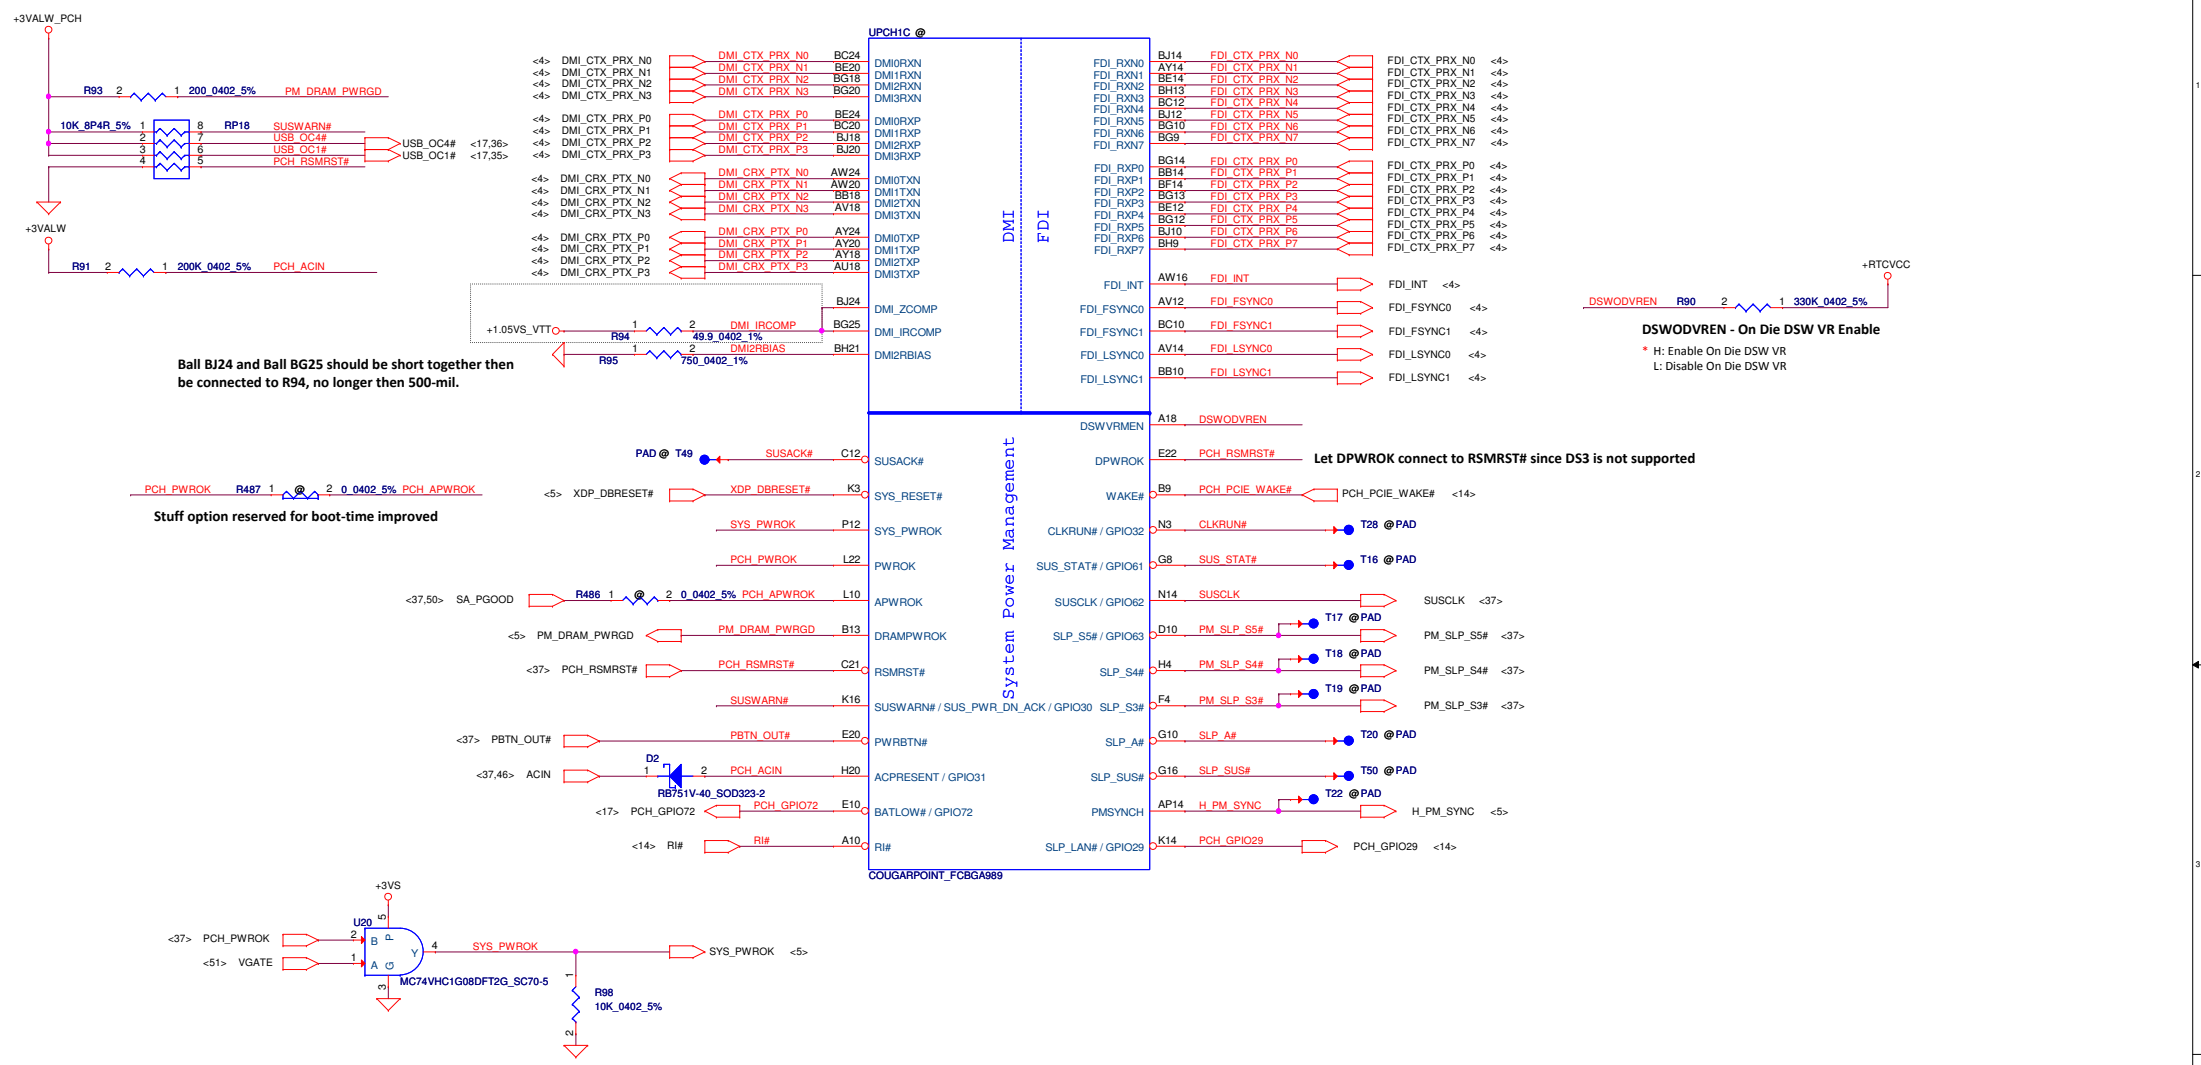 +3VALW_PCH
R93 2 1 200_0402_5% PM_DRAM_PWRGD
10K_8P4R_5% 1 8 RP18 SUSWARN#
2 7 USB_OC4# USB_OC4# <17,36>
3 6 USB_OC1# USB_OC1# <17,35>
4 5 PCH_RSMRST#
+3VALW
R91 2 1 200K_0402_5% PCH_ACIN
UPCH1C @
<4> DMI_CTX_PRX_N0 DMI_CTX_PRX_N0 BC24 DMI0RXN
<4> DMI_CTX_PRX_N1 DMI_CTX_PRX_N1 BE20 DMI1RXN
<4> DMI_CTX_PRX_N2 DMI_CTX_PRX_N2 BG18 DMI2RXN
<4> DMI_CTX_PRX_N3 DMI_CTX_PRX_N3 BG20 DMI3RXN
<4> DMI_CTX_PRX_P0 DMI_CTX_PRX_P0 BE24 DMI0RXP
<4> DMI_CTX_PRX_P1 DMI_CTX_PRX_P1 BC20 DMI1RXP
<4> DMI_CTX_PRX_P2 DMI_CTX_PRX_P2 BJ18 DMI2RXP
<4> DMI_CTX_PRX_P3 DMI_CTX_PRX_P3 BJ20 DMI3RXP
<4> DMI_CRX_PTX_N0 DMI_CRX_PTX_N0 AW24 DMI0TXN
<4> DMI_CRX_PTX_N1 DMI_CRX_PTX_N1 AW20 DMI1TXN
<4> DMI_CRX_PTX_N2 DMI_CRX_PTX_N2 BB18 DMI2TXN
<4> DMI_CRX_PTX_N3 DMI_CRX_PTX_N3 AV18 DMI3TXN
<4> DMI_CRX_PTX_P0 DMI_CRX_PTX_P0 AY24 DMI0TXP
<4> DMI_CRX_PTX_P1 DMI_CRX_PTX_P1 AY20 DMI1TXP
<4> DMI_CRX_PTX_P2 DMI_CRX_PTX_P2 AY18 DMI2TXP
<4> DMI_CRX_PTX_P3 DMI_CRX_PTX_P3 AU18 DMI3TXP
BJ24 DMI_ZCOMP
+1.05VS_VTT 1 2 DMI_IRCOMP BG25 DMI_IRCOMP
R94 49.9_0402_1%
1 2 DMI2RBIAS BH21 DMI2RBIAS
R95 750_0402_1%
DMI
FDI
FDI_RXN0 BJ14 FDI_CTX_PRX_N0 FDI_CTX_PRX_N0 <4>
FDI_RXN1 AY14 FDI_CTX_PRX_N1 FDI_CTX_PRX_N1 <4>
FDI_RXN2 BE14 FDI_CTX_PRX_N2 FDI_CTX_PRX_N2 <4>
FDI_RXN3 BH13 FDI_CTX_PRX_N3 FDI_CTX_PRX_N3 <4>
FDI_RXN4 BC12 FDI_CTX_PRX_N4 FDI_CTX_PRX_N4 <4>
FDI_RXN5 BJ12 FDI_CTX_PRX_N5 FDI_CTX_PRX_N5 <4>
FDI_RXN6 BG10 FDI_CTX_PRX_N6 FDI_CTX_PRX_N6 <4>
FDI_RXN7 BG9 FDI_CTX_PRX_N7 FDI_CTX_PRX_N7 <4>
FDI_RXP0 BG14 FDI_CTX_PRX_P0 FDI_CTX_PRX_P0 <4>
FDI_RXP1 BB14 FDI_CTX_PRX_P1 FDI_CTX_PRX_P1 <4>
FDI_RXP2 BF14 FDI_CTX_PRX_P2 FDI_CTX_PRX_P2 <4>
FDI_RXP3 BG13 FDI_CTX_PRX_P3 FDI_CTX_PRX_P3 <4>
FDI_RXP4 BE12 FDI_CTX_PRX_P4 FDI_CTX_PRX_P4 <4>
FDI_RXP5 BG12 FDI_CTX_PRX_P5 FDI_CTX_PRX_P5 <4>
FDI_RXP6 BJ10 FDI_CTX_PRX_P6 FDI_CTX_PRX_P6 <4>
FDI_RXP7 BH9 FDI_CTX_PRX_P7 FDI_CTX_PRX_P7 <4>
FDI_INT AW16 FDI_INT FDI_INT <4>
FDI_FSYNC0 AV12 FDI_FSYNC0 FDI_FSYNC0 <4>
FDI_FSYNC1 BC10 FDI_FSYNC1 FDI_FSYNC1 <4>
FDI_LSYNC0 AV14 FDI_LSYNC0 FDI_LSYNC0 <4>
FDI_LSYNC1 BB10 FDI_LSYNC1 FDI_LSYNC1 <4>
+RTCVCC
DSWODVREN R90 2 1 330K_0402_5%
DSWODVREN - On Die DSW VR Enable
* H: Enable On Die DSW VR
L: Disable On Die DSW VR
Ball BJ24 and Ball BG25 should be short together then
be connected to R94, no longer then 500-mil.
PCH_PWROK R487 1 @ 2 0_0402_5% PCH_APWROK
Stuff option reserved for boot-time improved
System Power Management
PAD @ T49 SUSACK# C12 SUSACK#
<5> XDP_DBRESET# XDP_DBRESET# K3 SYS_RESET#
SYS_PWROK P12 SYS_PWROK
PCH_PWROK L22 PWROK
<37,50> SA_PGOOD R486 1 @ 2 0_0402_5% PCH_APWROK L10 APWROK
<5> PM_DRAM_PWRGD PM_DRAM_PWRGD B13 DRAMPWROK
<37> PCH_RSMRST# PCH_RSMRST# C21 RSMRST#
SUSWARN# K16 SUSWARN# / SUS_PWR_DN_ACK / GPIO30
<37> PBTN_OUT# PBTN_OUT# E20 PWRBTN#
<37,46> ACIN 1 D2 2 PCH_ACIN H20 ACPRESENT / GPIO31
RB751V-40_SOD323-2
<17> PCH_GPIO72 PCH_GPIO72 E10 BATLOW# / GPIO72
<14> RI# RI# A10 RI#
DSWVRMEN A18 DSWODVREN
DPWROK E22 PCH_RSMRST# Let DPWROK connect to RSMRST# since DS3 is not supported
WAKE# B9 PCH_PCIE_WAKE# PCH_PCIE_WAKE# <14>
CLKRUN# / GPIO32 N3 CLKRUN# T28 @PAD
SUS_STAT# / GPIO61 G8 SUS_STAT# T16 @PAD
SUSCLK / GPIO62 N14 SUSCLK SUSCLK <37>
T17 @PAD
SLP_S5# / GPIO63 D10 PM_SLP_S5# PM_SLP_S5# <37>
T18 @PAD
SLP_S4# H4 PM_SLP_S4# PM_SLP_S4# <37>
T19 @PAD
SLP_S3# F4 PM_SLP_S3# PM_SLP_S3# <37>
SLP_A# G10 SLP_A# T20 @PAD
SLP_SUS# G16 SLP_SUS# T50 @PAD
T22 @PAD
PMSYNCH AP14 H_PM_SYNC H_PM_SYNC <5>
SLP_LAN# / GPIO29 K14 PCH_GPIO29 PCH_GPIO29 <14>
COUGARPOINT_FCBGA989
+3VS
U20 5
<37> PCH_PWROK 2 B P
Y 4 SYS_PWROK SYS_PWROK <5>
<51> VGATE 1 A G
3 MC74VHC1G08DFT2G_SC70-5
1
R98
10K_0402_5%
2
1
2
3